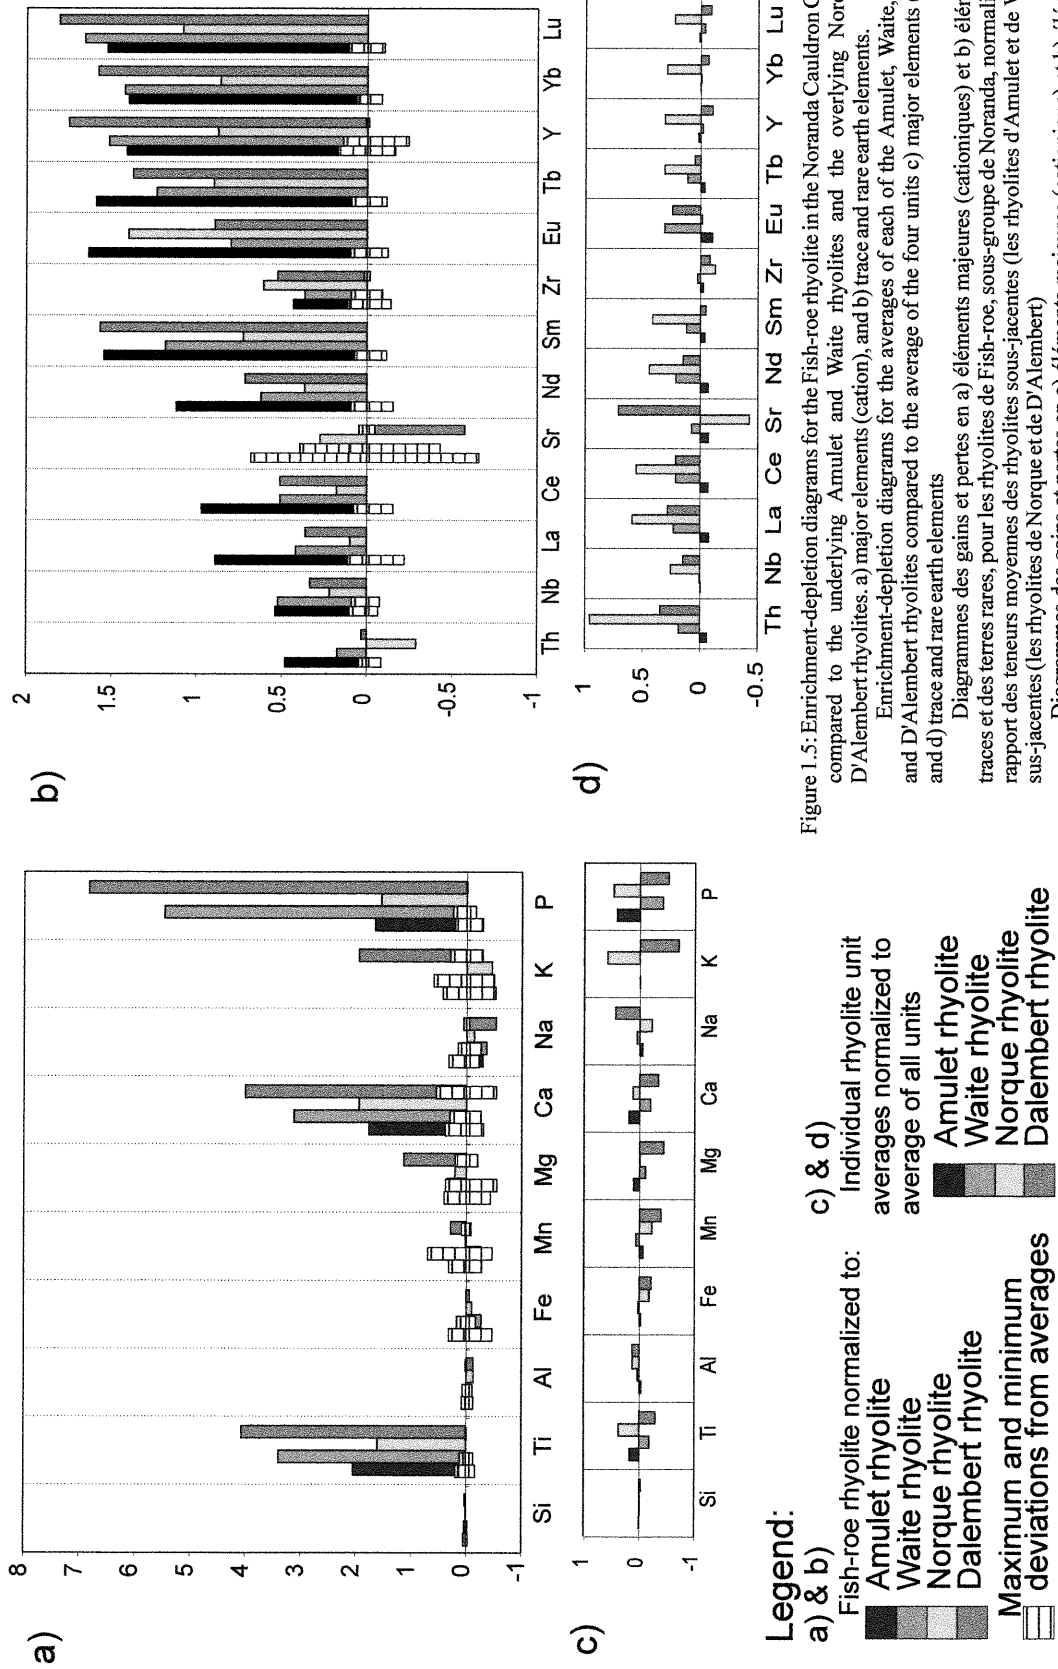 a)
8
7
6
5
4
3
2
1
0
-1
Si Ti Al Fe Mn Mg Ca Na K P
b)
2
1.5
1
0.5
0
-0.5
-1
Th Nb La Ce Sr Nd Sm Zr Eu Tb Y Yb Lu
c)
1
0
-1
Si Ti Al Fe Mn Mg Ca Na K P
d)
1
0.5
0
-0.5
Th Nb La Ce Sr Nd Sm Zr Eu Tb Y Yb Lu
Legend:
a) & b)
Fish-roe rhyolite normalized to:
Amulet rhyolite
Waite rhyolite
Norque rhyolite
Dalembert rhyolite
Maximum and minimum
deviations from averages
c) & d)
Individual rhyolite unit
averages normalized to
average of all units
Amulet rhyolite
Waite rhyolite
Norque rhyolite
Dalembert rhyolite
Figure 1.5: Enrichment-depletion diagrams for the Fish-roe rhyolite in the Noranda Cauldron
compared to the underlying Amulet and Waite rhyolites and the overlying
D'Alembert rhyolites. a) major elements (cation), and b) trace and rare earth elements.
Enrichment-depletion diagrams for the averages of each of the Amulet, Waite,
and D'Alembert rhyolites compared to the average of the four units c) major elements
and d) trace and rare earth elements
Diagrammes des gains et pertes en a) éléments majeures (cationiques) et b)
traces et des terres rares, pour les rhyolites de Fish-roe, sous-groupe de Noranda,
rapport des teneurs moyennes des rhyolites sous-jacentes (les rhyolites d'Amulet et de
sus-jacentes (les rhyolites de Norque et de D'Alembert)